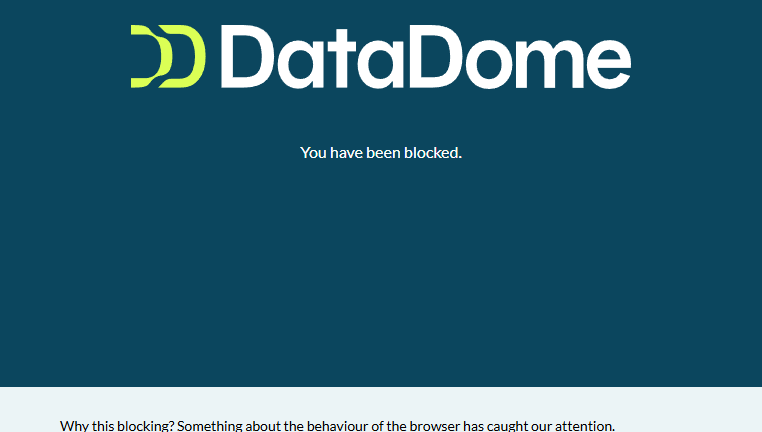 DataDome
You have been blocked.
Why this blocking? Something about the behaviour of the browser has caught our attention.